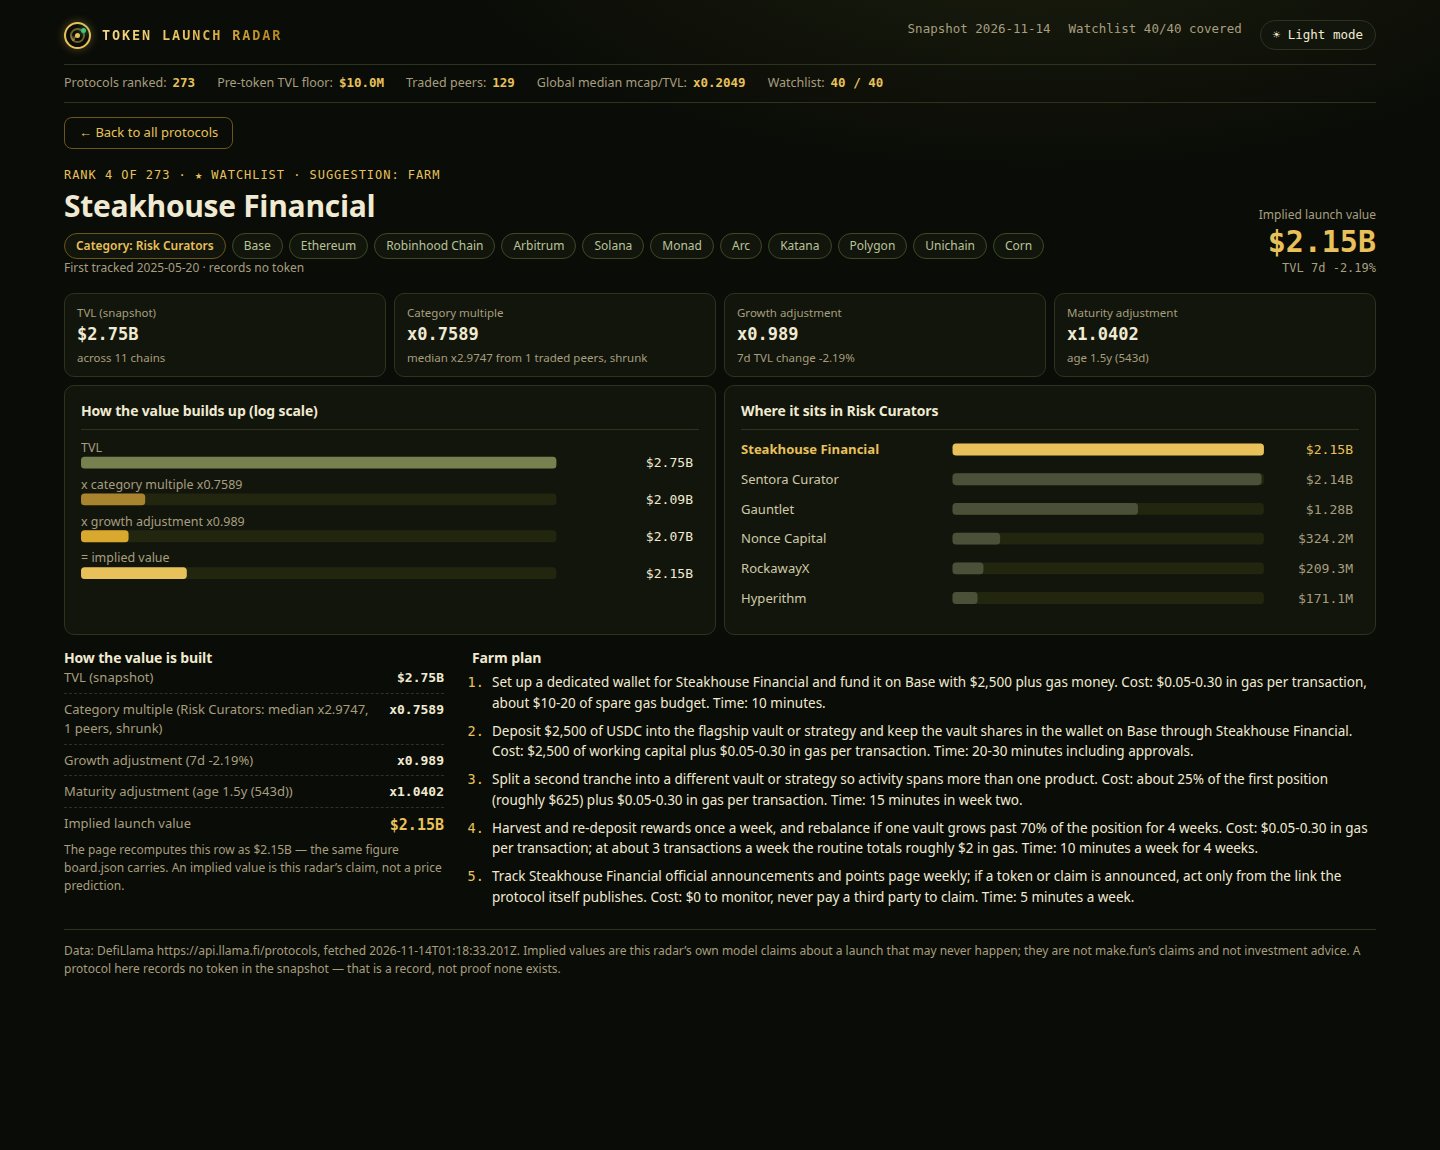 TOKEN LAUNCH RADAR
Snapshot 2026-11-14 Watchlist 40/40 covered ☀ Light mode
Protocols ranked: 273 Pre-token TVL floor: $10.0M Traded peers: 129 Global median mcap/TVL: x0.2049 Watchlist: 40 / 40
← Back to all protocols
RANK 4 OF 273 · ★ WATCHLIST · SUGGESTION: FARM
Steakhouse Financial
Category: Risk Curators Base Ethereum Robinhood Chain Arbitrum Solana Monad Arc Katana Polygon Unichain Corn
First tracked 2025-05-20 · records no token
Implied launch value
$2.15B
TVL 7d -2.19%
TVL (snapshot)
$2.75B
across 11 chains
Category multiple
x0.7589
median x2.9747 from 1 traded peers, shrunk
Growth adjustment
x0.989
7d TVL change -2.19%
Maturity adjustment
x1.0402
age 1.5y (543d)
How the value builds up (log scale)
TVL
$2.75B
x category multiple x0.7589
$2.09B
x growth adjustment x0.989
$2.07B
= implied value
$2.15B
Where it sits in Risk Curators
Steakhouse Financial $2.15B
Sentora Curator $2.14B
Gauntlet $1.28B
Nonce Capital $324.2M
RockawayX $209.3M
Hyperithm $171.1M
How the value is built
TVL (snapshot) $2.75B
Category multiple (Risk Curators: median x2.9747, x0.7589
1 peers, shrunk)
Growth adjustment (7d -2.19%) x0.989
Maturity adjustment (age 1.5y (543d)) x1.0402
Implied launch value $2.15B
The page recomputes this row as $2.15B — the same figure
board.json carries. An implied value is this radar's claim, not a price
prediction.
Farm plan
1. Set up a dedicated wallet for Steakhouse Financial and fund it on Base with $2,500 plus gas money. Cost: $0.05-0.30 in gas per transaction,
about $10-20 of spare gas budget. Time: 10 minutes.
2. Deposit $2,500 of USDC into the flagship vault or strategy and keep the vault shares in the wallet on Base through Steakhouse Financial.
Cost: $2,500 of working capital plus $0.05-0.30 in gas per transaction. Time: 20-30 minutes including approvals.
3. Split a second tranche into a different vault or strategy so activity spans more than one product. Cost: about 25% of the first position
(roughly $625) plus $0.05-0.30 in gas per transaction. Time: 15 minutes in week two.
4. Harvest and re-deposit rewards once a week, and rebalance if one vault grows past 70% of the position for 4 weeks. Cost: $0.05-0.30 in gas
per transaction; at about 3 transactions a week the routine totals roughly $2 in gas. Time: 10 minutes a week for 4 weeks.
5. Track Steakhouse Financial official announcements and points page weekly; if a token or claim is announced, act only from the link the
protocol itself publishes. Cost: $0 to monitor, never pay a third party to claim. Time: 5 minutes a week.
Data: DefiLlama https://api.llama.fi/protocols, fetched 2026-11-14T01:18:33.201Z. Implied values are this radar's own model claims about a launch that may never happen; they are not make.fun's claims and not investment advice. A
protocol here records no token in the snapshot — that is a record, not proof none exists.